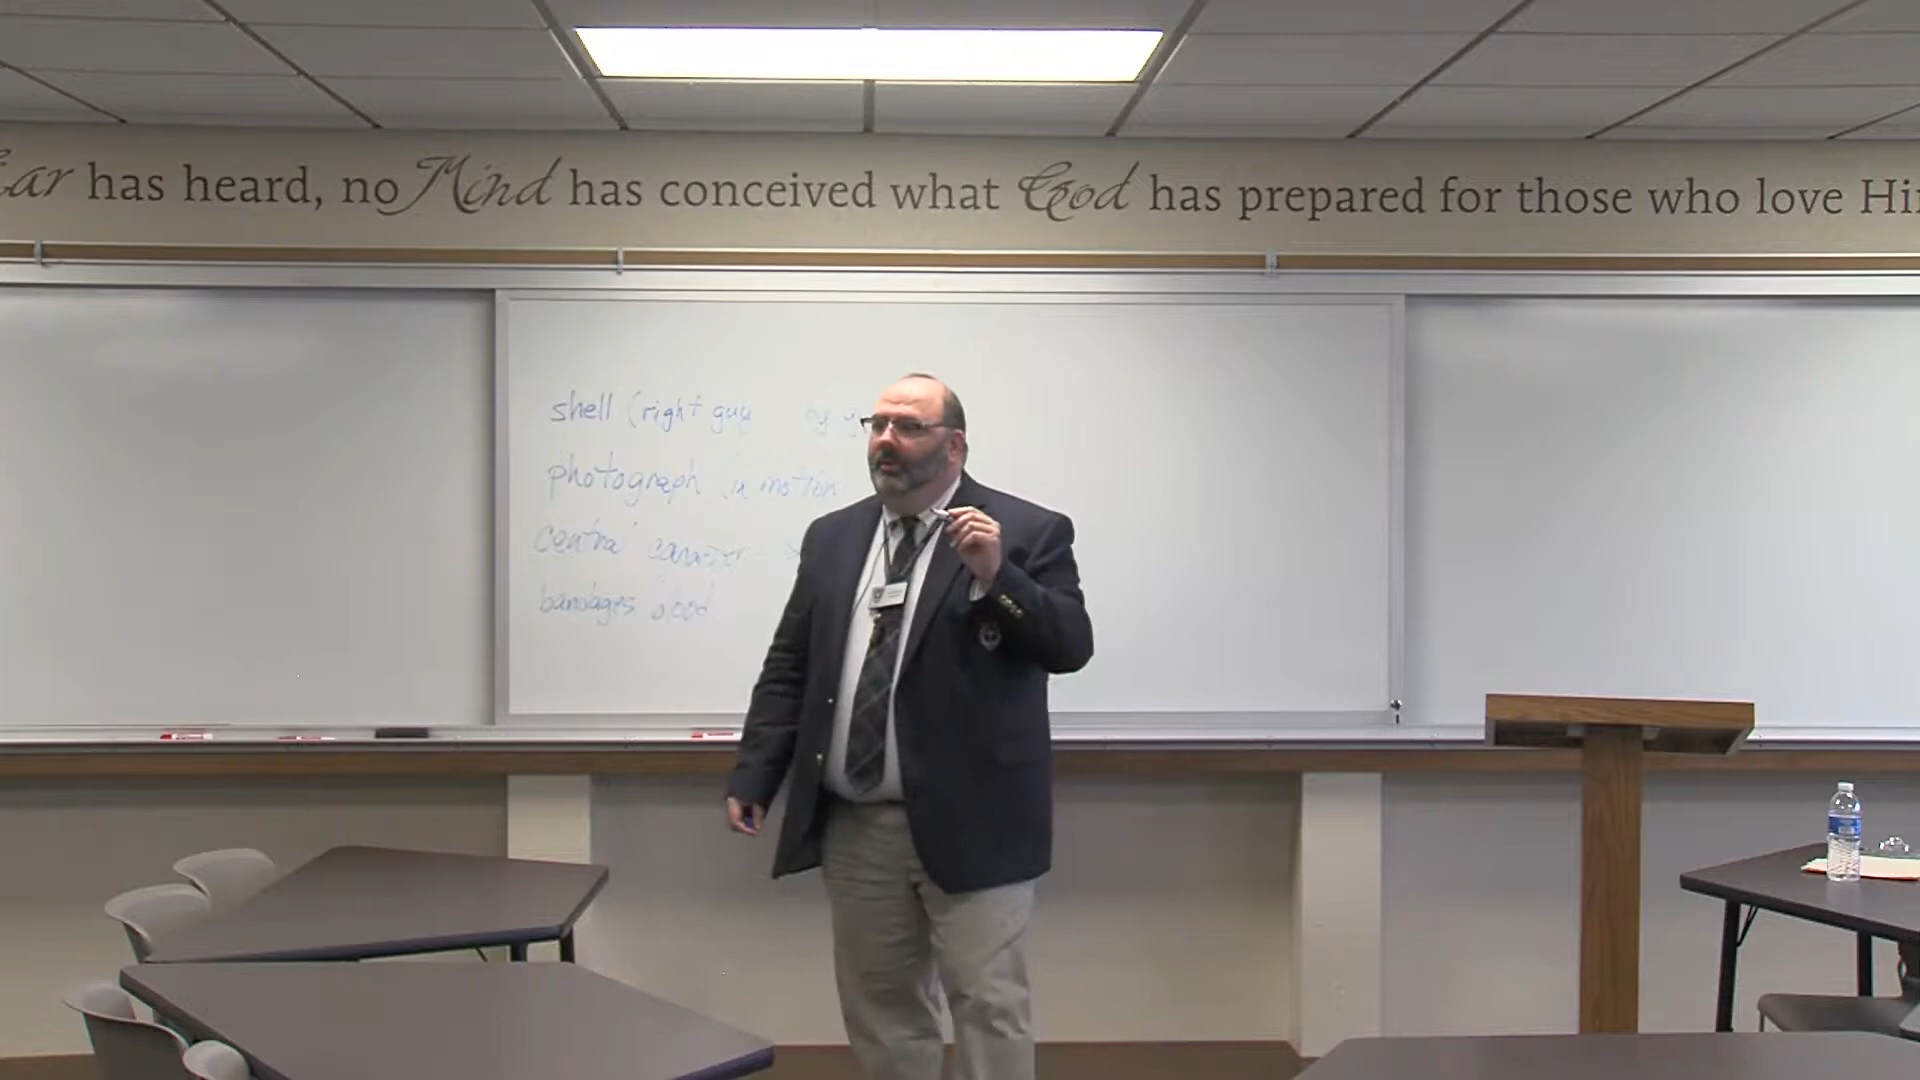 has heard, no Mind has conceived what God has prepared for those who love
shell (right guy
photograph (in motion)
central
bandages blood